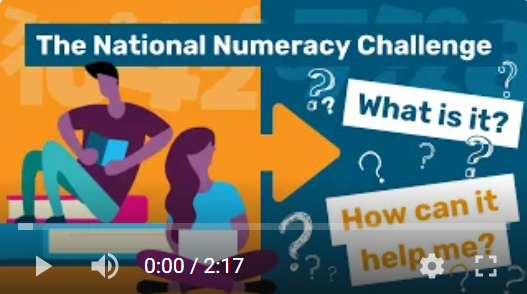 The National Numeracy Challenge
What is it?
How can it
help me?
0:00 / 2:17